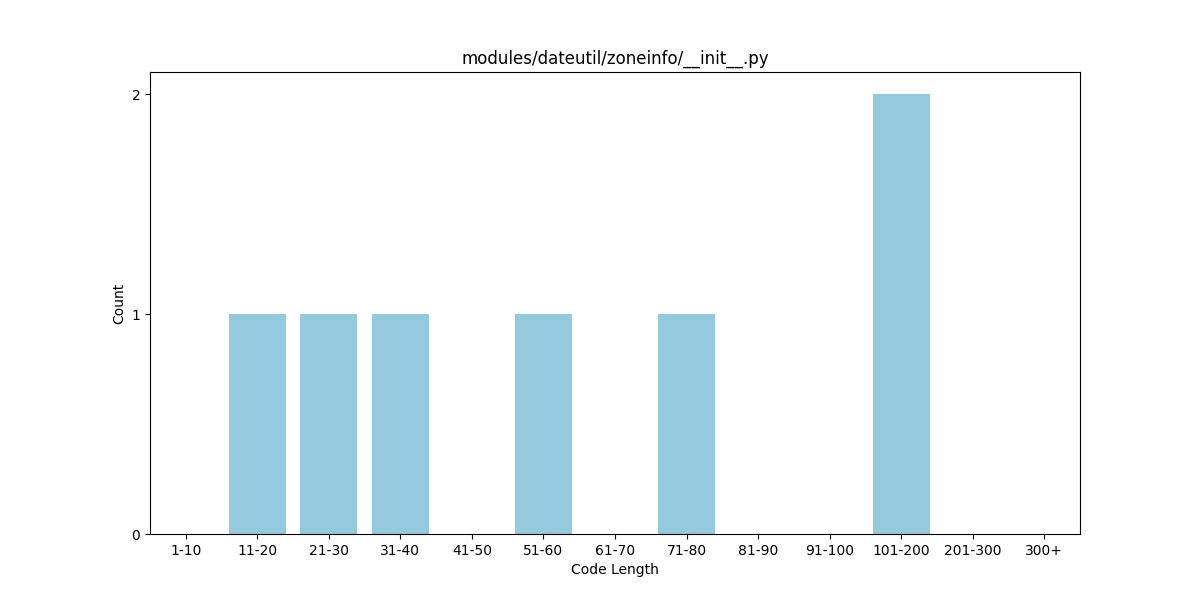 modules/dateutil/zoneinfo/__init__.py
Count
2
1
0
1-10 11-20 21-30 31-40 41-50 51-60 61-70 71-80 81-90 91-100 101-200 201-300 300+
Code Length